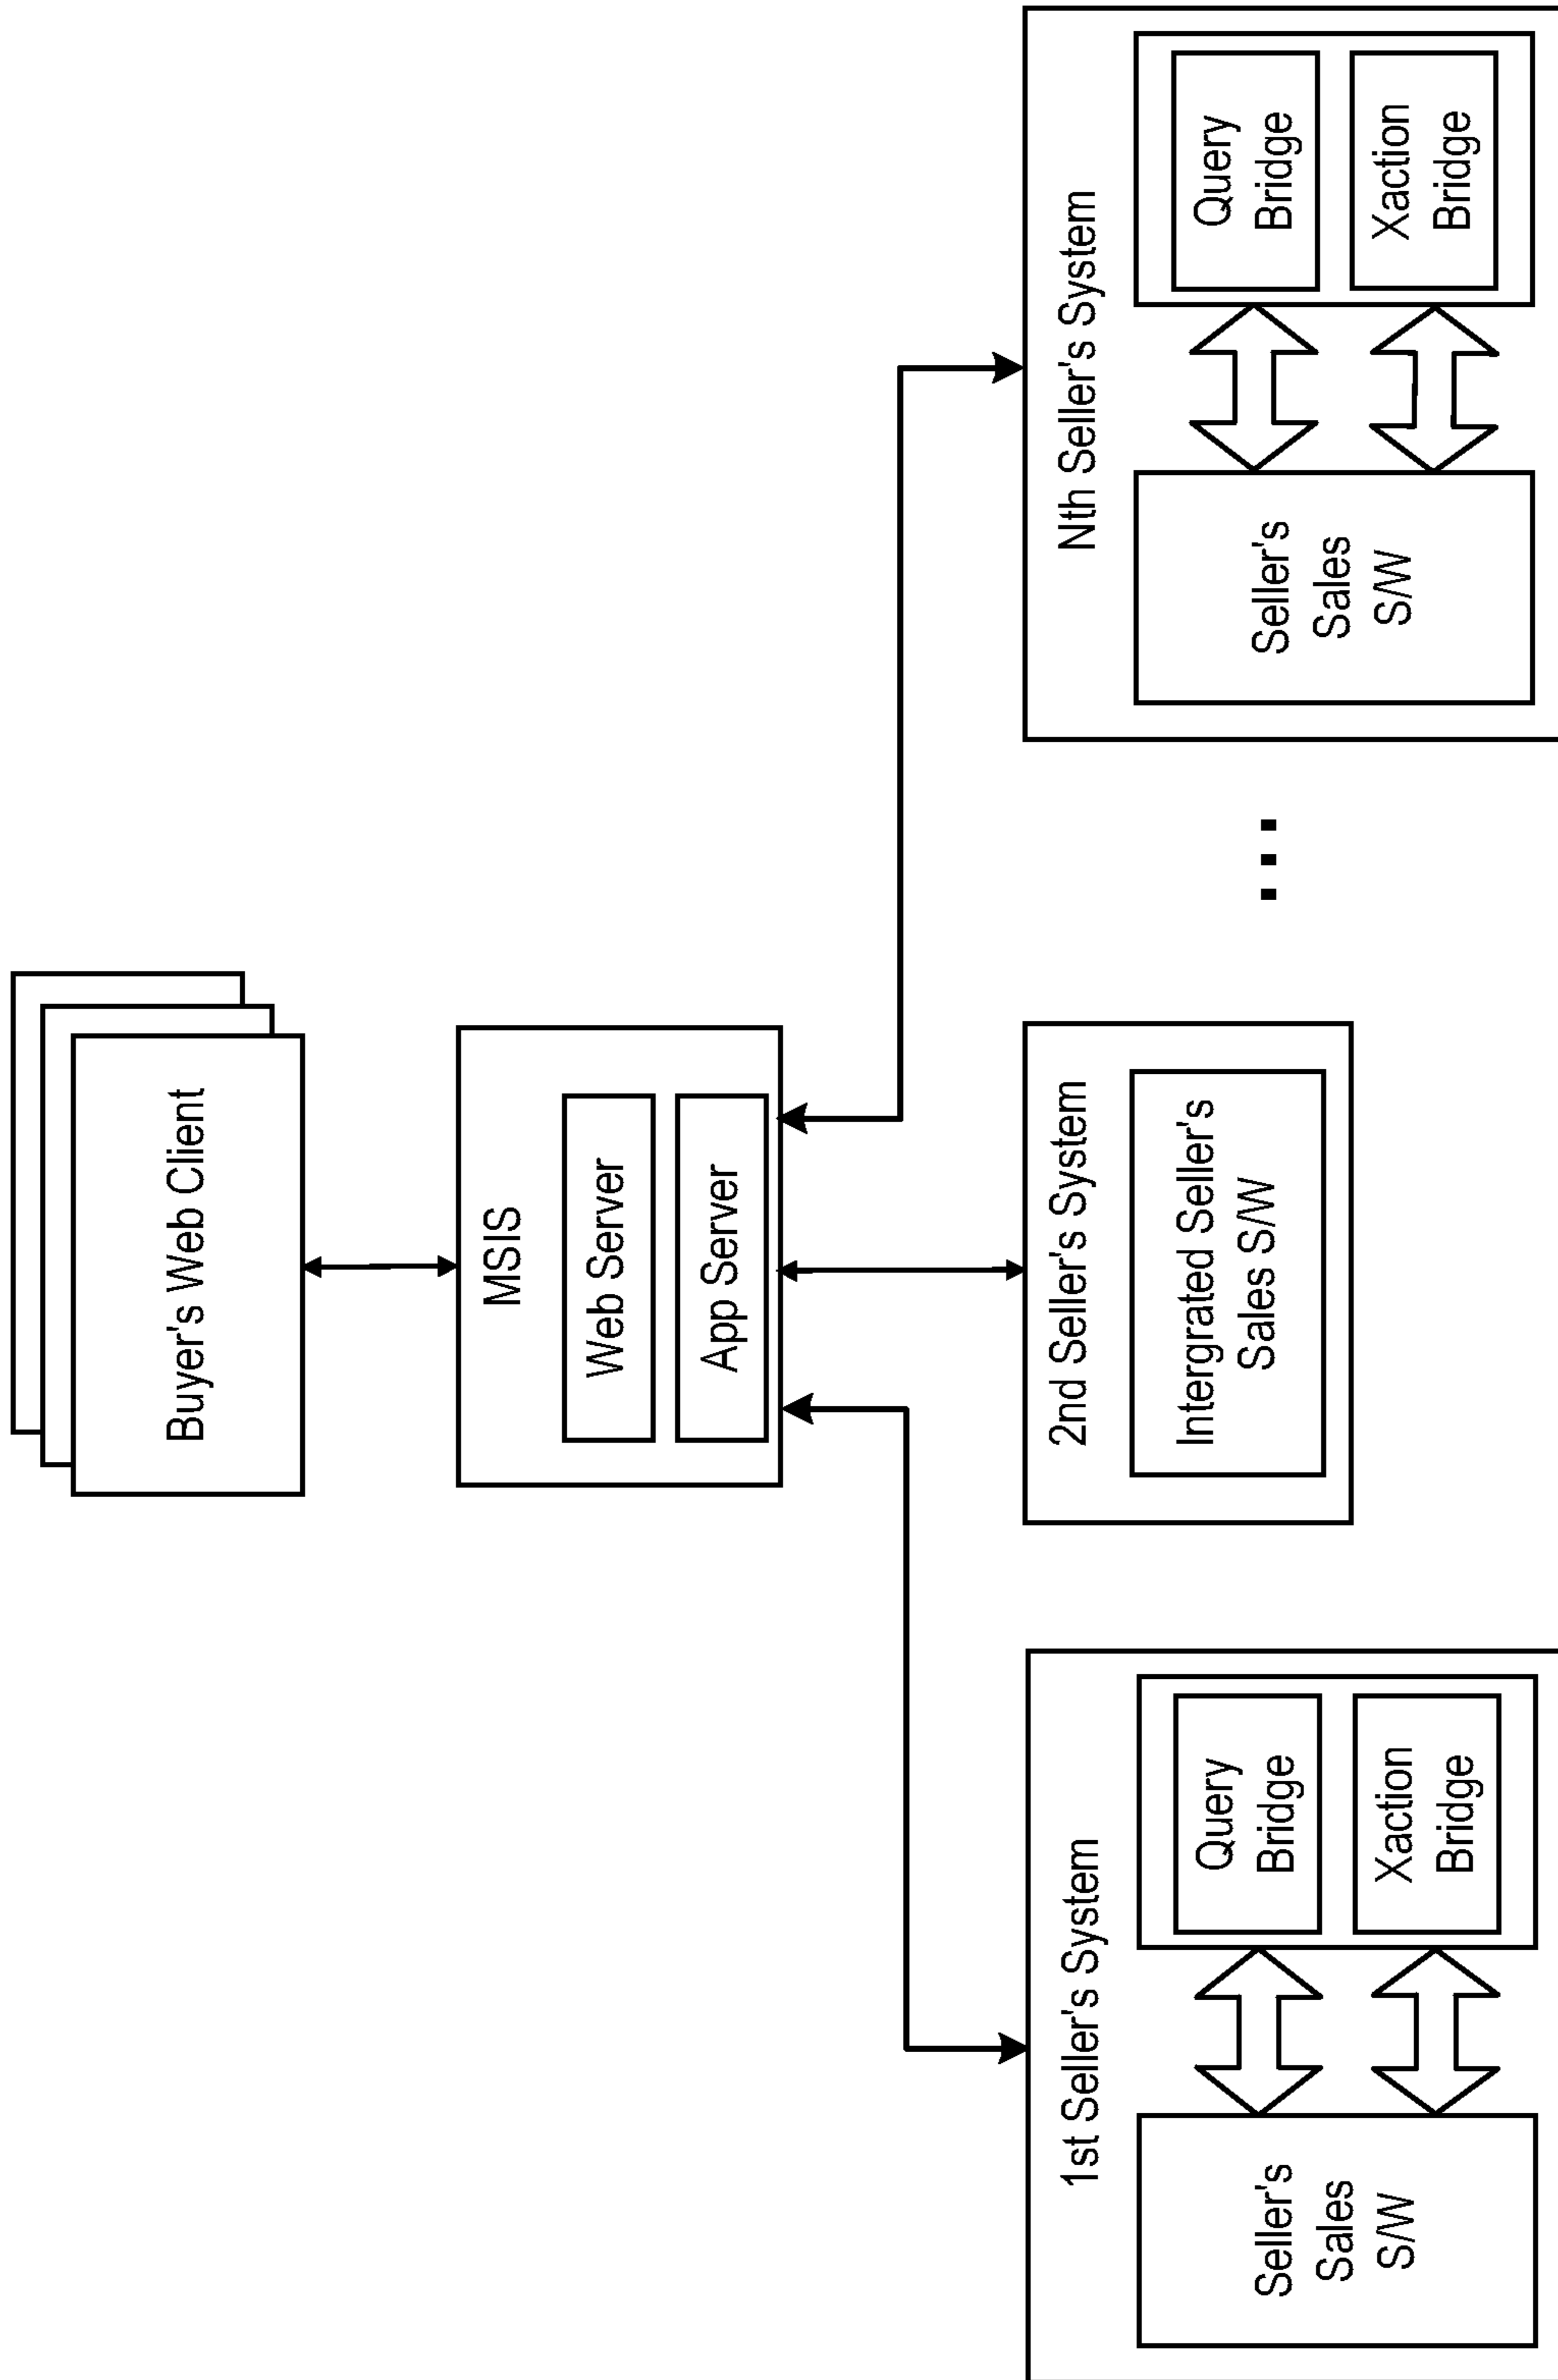 Buyer's Web Client
MSIS
Web Server
App Server
1st Seller's System
Seller's
Sales
S/W
Query
Bridge
Xaction
Bridge
2nd Seller's System
Intergrated Seller's
Sales S/W
...
Nth Seller's System
Seller's
Sales
S/W
Query
Bridge
Xaction
Bridge